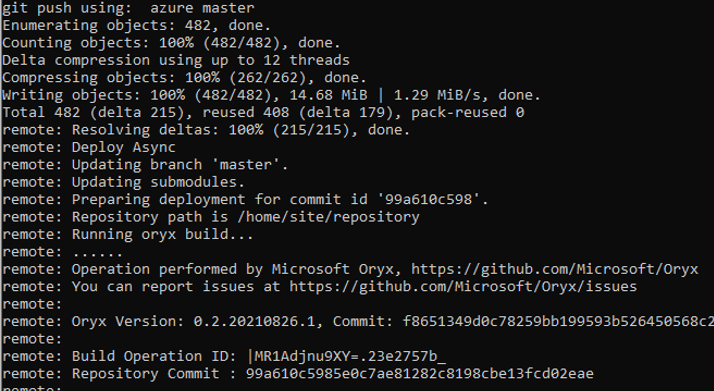 git push using:  azure master
Enumerating objects: 482, done.
Counting objects: 100% (482/482), done.
Delta compression using up to 12 threads
Compressing objects: 100% (262/262), done.
Writing objects: 100% (482/482), 14.68 MiB | 1.29 MiB/s, done.
Total 482 (delta 215), reused 408 (delta 179), pack-reused 0
remote: Resolving deltas: 100% (215/215), done.
remote: Deploy Async
remote: Updating branch 'master'.
remote: Updating submodules.
remote: Preparing deployment for commit id '99a610c598'.
remote: Repository path is /home/site/repository
remote: Running oryx build...
remote: ......
remote: Operation performed by Microsoft Oryx, https://github.com/Microsoft/Oryx
remote: You can report issues at https://github.com/Microsoft/Oryx/issues
remote:
remote: Oryx Version: 0.2.20210826.1, Commit: f8651349d0c78259bb199593b526450568c2
remote:
remote: Build Operation ID: |MR1Adjnu9XY=.23e2757b_
remote: Repository Commit : 99a610c5985e0c7ae81282c8198cbe13fcd02eae
remote: